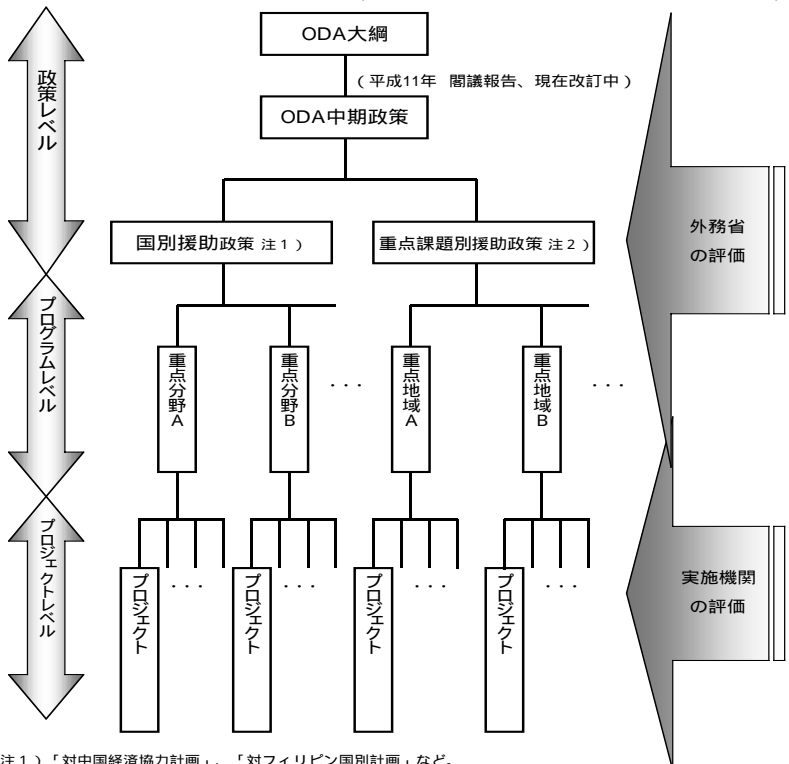 ODA大綱
（平成11年 閣議報告、現在改訂中）
ODA中期政策
政策レベル
国別援助政策 注１）
重点課題別援助政策 注２）
外務省
の評価
プログラムレベル
重点分野A
重点分野B
...
重点地域A
重点地域B
...
プロジェクトレベル
プロジェクト
...
プロジェクト
...
プロジェクト
...
プロジェクト
...
実施機関
の評価
注１）「対中国経済協力計画」、「対フィリピン国別計画」など。